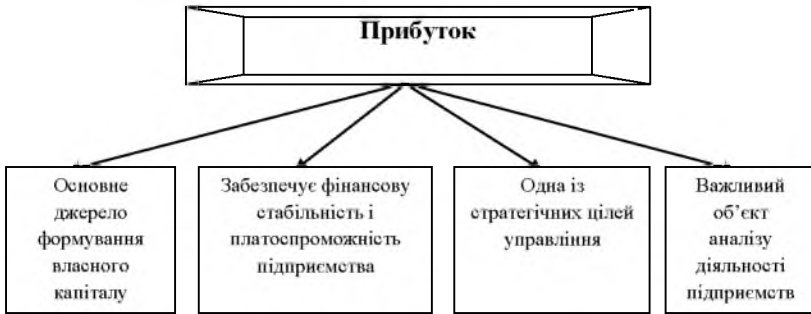 Прибуток
Основне
джерело
формування
власного
капіталу
Забезпечує фінансову
стабільність і
платоспроможність
підприємства
Одна із
стратегічних цілей
управління
Важливий
об’єкт
аналізу
діяльності
підприємств